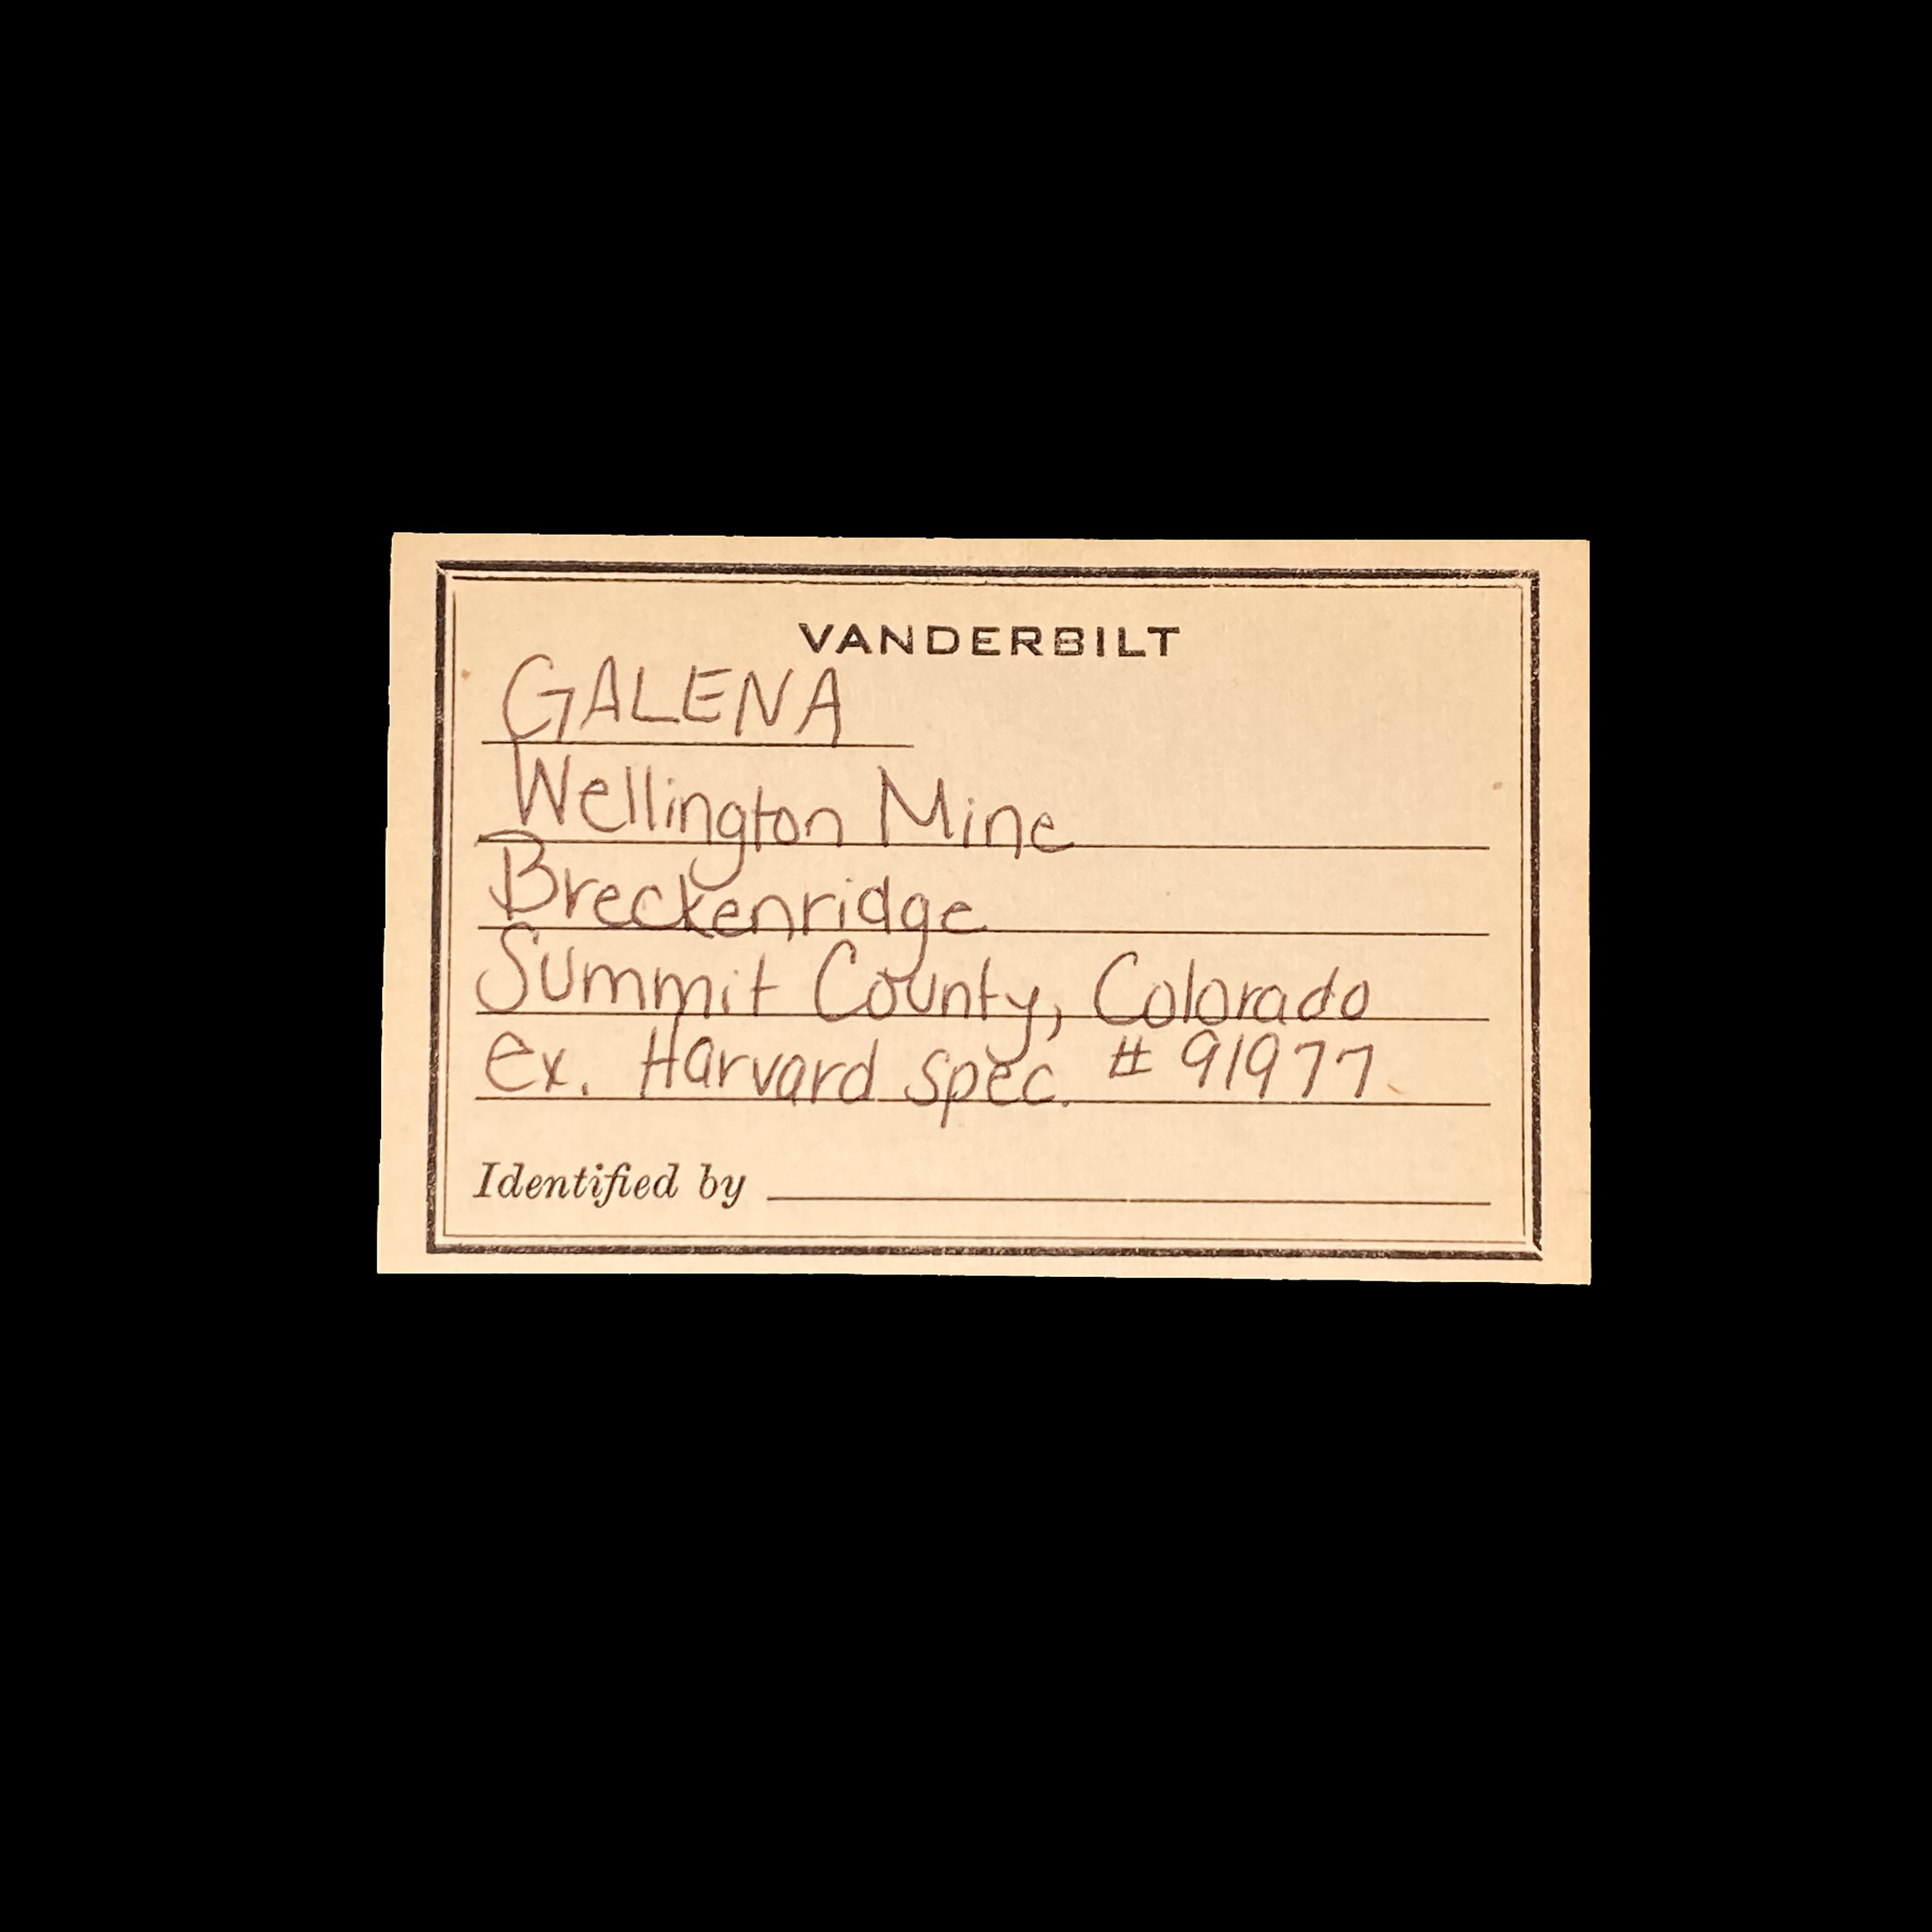 VANDERBILT
GALENA
Wellington Mine
Breckenridge
Summit County, Colorado
ex. Harvard spec. # 91977
Identified by